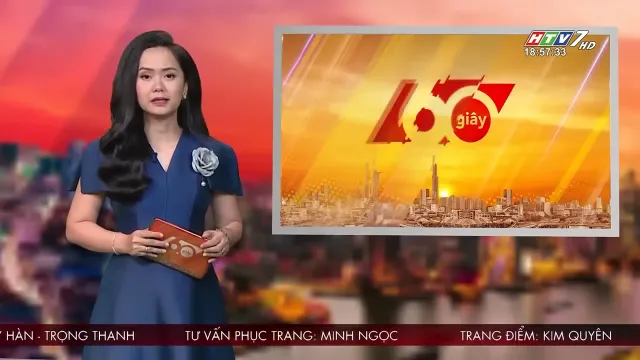 HTV7 HD
18:57:33
60 giây
Ỹ HÀN - TRỌNG THANH TƯ VẤN PHỤC TRANG: MINH NGỌC TRANG ĐIỂM: KIM QUYÊN